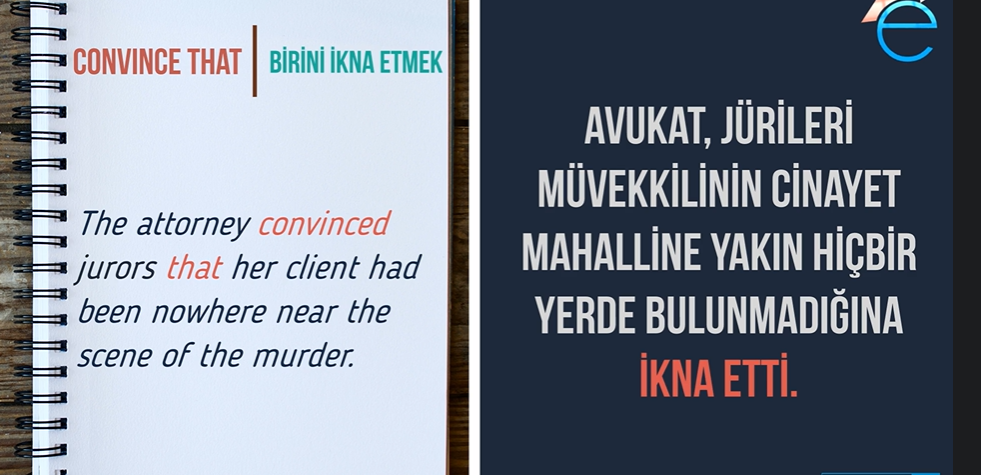 CONVINCE THAT | BİRİNİ İKNA ETMEK
The attorney convinced
jurors that her client had
been nowhere near the
scene of the murder.
e
AVUKAT, JÜRİLERİ
MÜVEKKİLİNİN CİNAYET
MAHALLİNE YAKIN HİÇBİR
YERDE BULUNMADIĞINA
İKNA ETTİ.